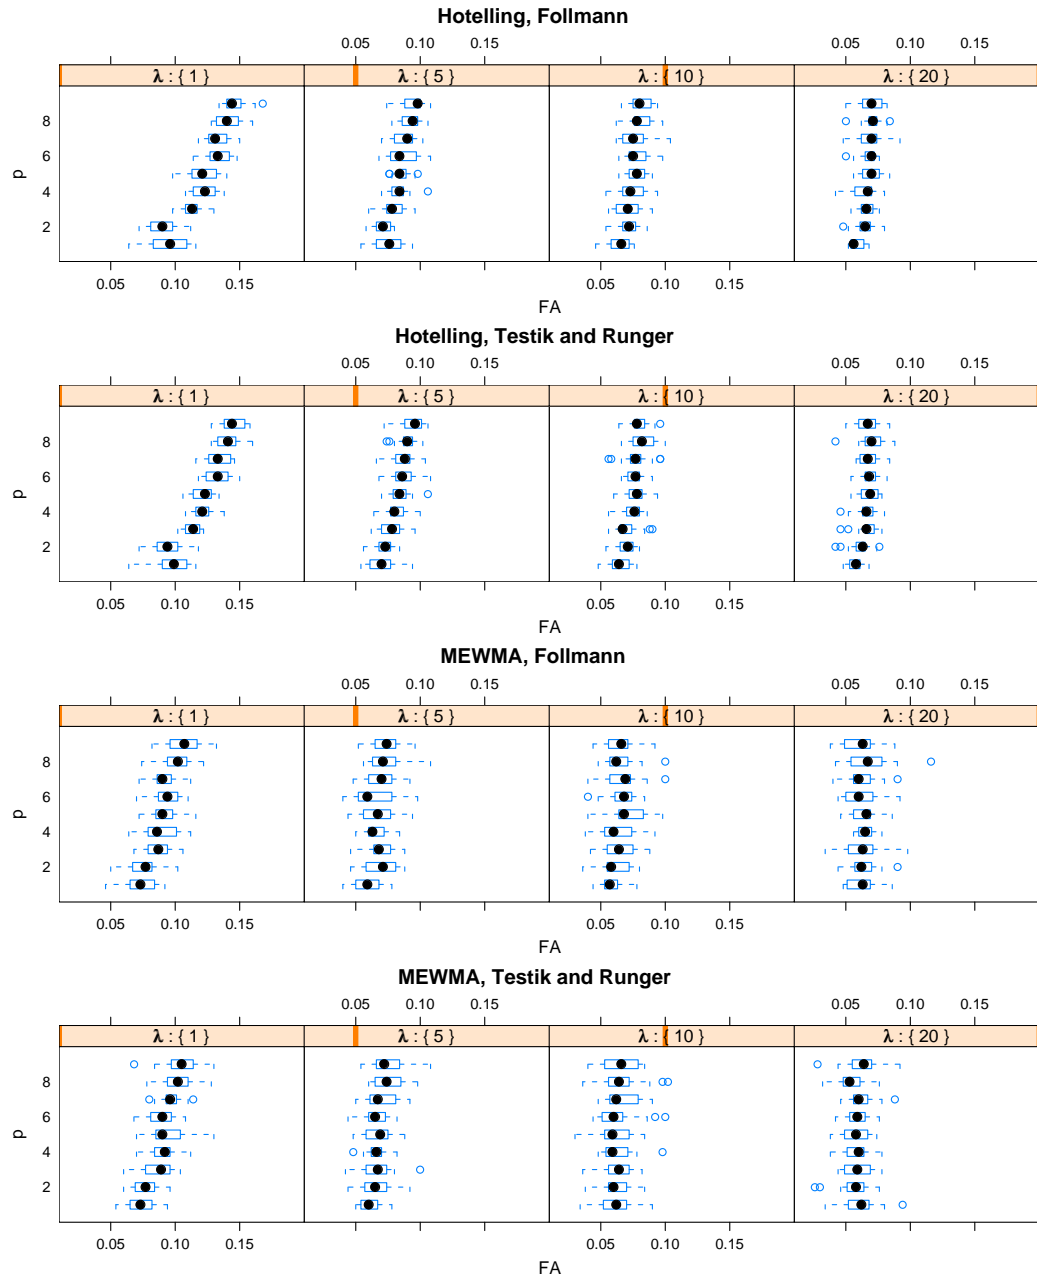 Hotelling, Follmann
0.05 0.10 0.15
λ : { 1 } λ : { 5 } λ : { 10 } λ : { 20 }
8
6
p
4
2
0.05 0.10 0.15 0.05 0.10 0.15
FA
Hotelling, Testik and Runger
0.05 0.10 0.15 0.05 0.10 0.15
λ : { 1 } λ : { 5 } λ : { 10 } λ : { 20 }
8
6
p
4
2
0.05 0.10 0.15 0.05 0.10 0.15
FA
MEWMA, Follmann
0.05 0.10 0.15 0.05 0.10 0.15
λ : { 1 } λ : { 5 } λ : { 10 } λ : { 20 }
8
6
p
4
2
0.05 0.10 0.15 0.05 0.10 0.15
FA
MEWMA, Testik and Runger
0.05 0.10 0.15 0.05 0.10 0.15
λ : { 1 } λ : { 5 } λ : { 10 } λ : { 20 }
8
6
p
4
2
0.05 0.10 0.15 0.05 0.10 0.15
FA